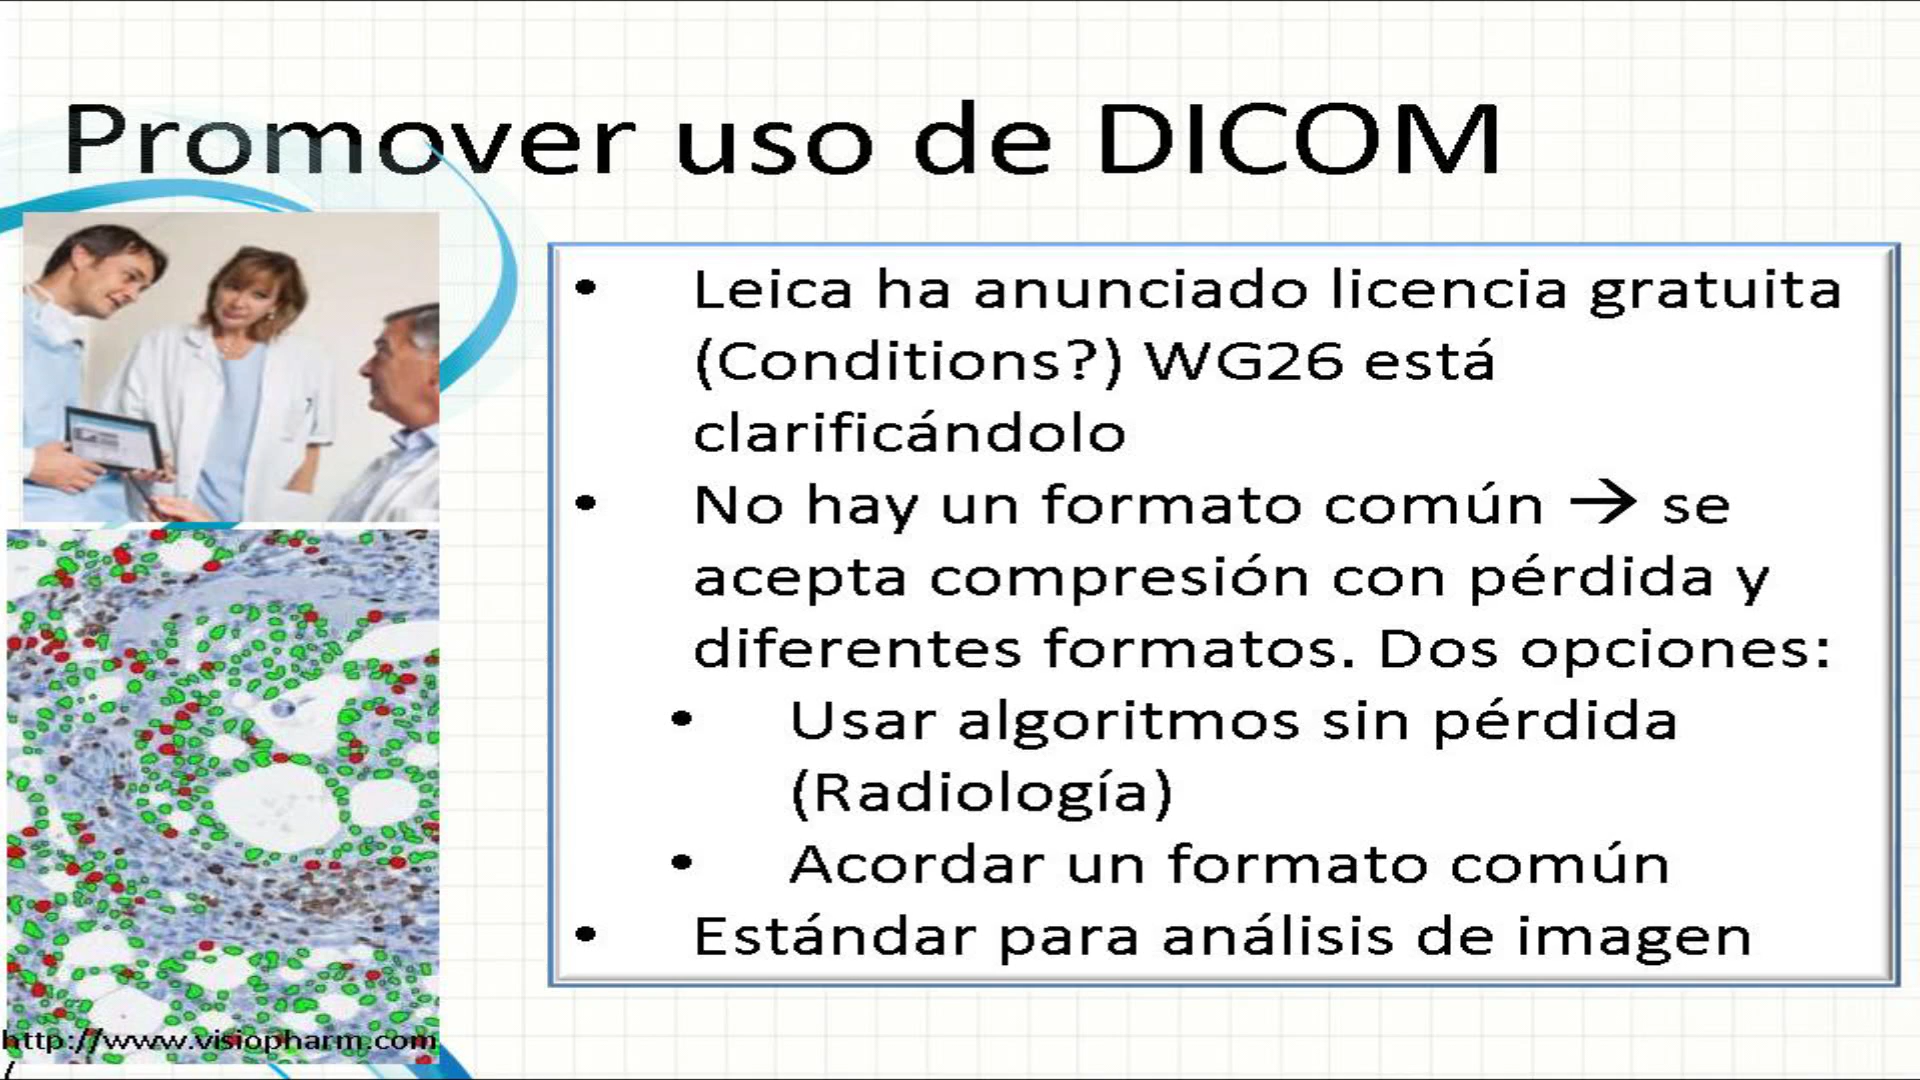 Promover uso de DICOM
• Leica ha anunciado licencia gratuita
(Conditions?) WG26 está
clarificándolo
• No hay un formato común → se
acepta compresión con pérdida y
diferentes formatos. Dos opciones:
• Usar algoritmos sin pérdida
(Radiología)
• Acordar un formato común
• Estándar para análisis de imagen
http://www.visiopharm.com
/